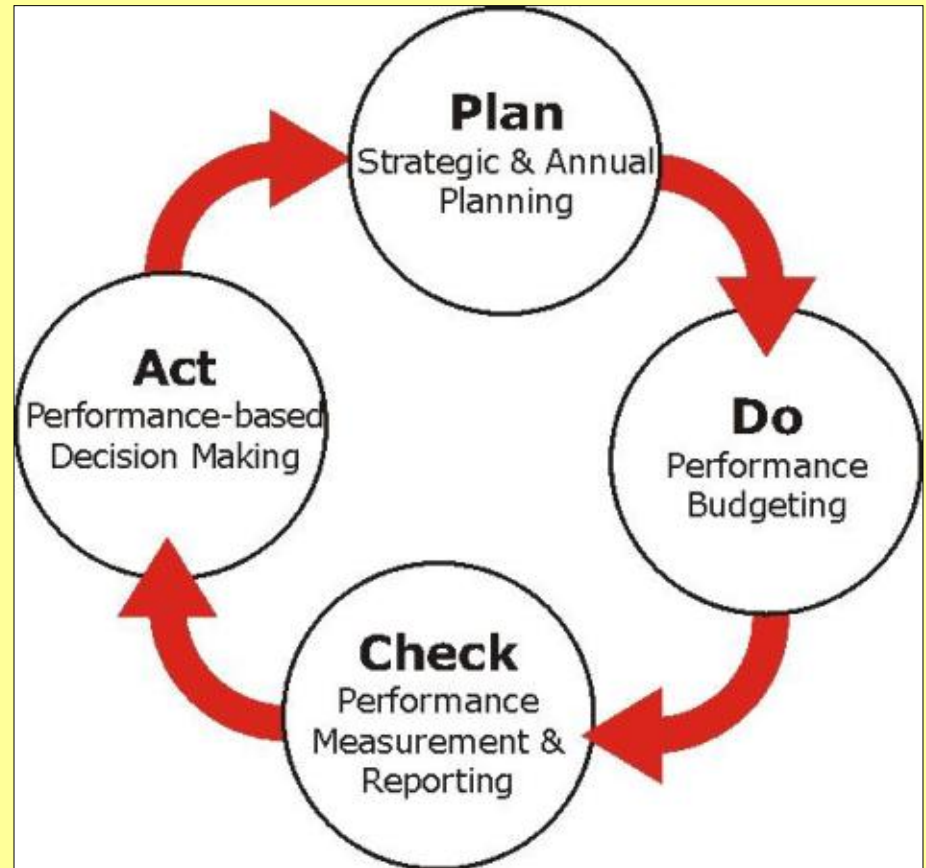 Plan
Strategic & Annual
Planning
Do
Performance
Budgeting
Check
Performance
Measurement &
Reporting
Act
Performance-based
Decision Making